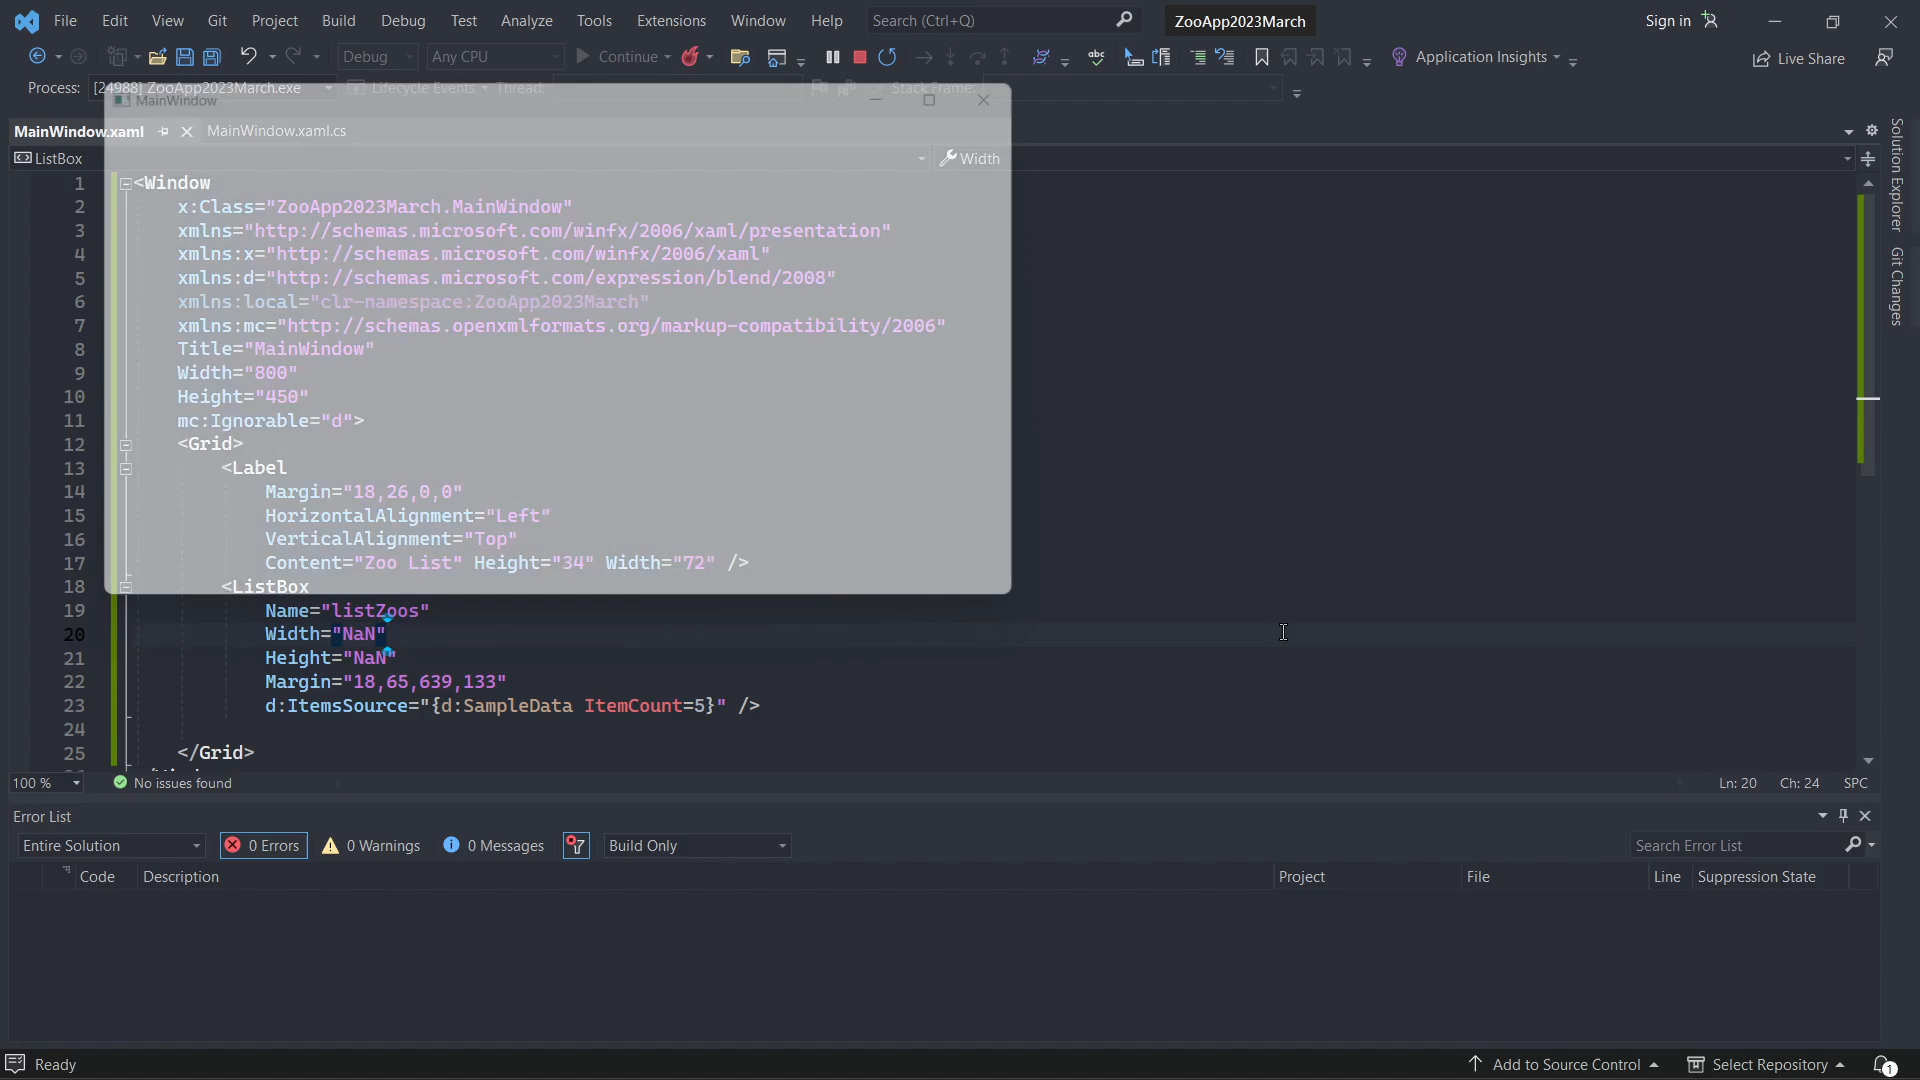 File Edit View Git Project Build Debug Test Analyze Tools Extensions Window Help Search (Ctrl+Q) ZooApp2023March Sign in
Debug Any CPU Continue Application Insights Live Share
Process: [24988] ZooApp2023March.exe Lifecycle Events Thread: Stack Frame:
MainWindow
MainWindow.xaml MainWindow.xaml.cs
ListBox Width
1 <Window
2 x:Class="ZooApp2023March.MainWindow"
3 xmlns="http://schemas.microsoft.com/winfx/2006/xaml/presentation"
4 xmlns:x="http://schemas.microsoft.com/winfx/2006/xaml"
5 xmlns:d="http://schemas.microsoft.com/expression/blend/2008"
6 xmlns:local="clr-namespace:ZooApp2023March"
7 xmlns:mc="http://schemas.openxmlformats.org/markup-compatibility/2006"
8 Title="MainWindow"
9 Width="800"
10 Height="450"
11 mc:Ignorable="d">
12 <Grid>
13 <Label
14 Margin="18,26,0,0"
15 HorizontalAlignment="Left"
16 VerticalAlignment="Top"
17 Content="Zoo List" Height="34" Width="72" />
18 <ListBox
19 Name="listZoos"
20 Width="NaN"
21 Height="NaN"
22 Margin="18,65,639,133"
23 d:ItemsSource="{d:SampleData ItemCount=5}" />
24
25 </Grid>
100 % No issues found Ln: 20 Ch: 24 SPC
Error List
Entire Solution 0 Errors 0 Warnings 0 Messages Build Only Search Error List
Code Description Project File Line Suppression State
Ready Add to Source Control Select Repository 1
Solution Explorer
Git Changes